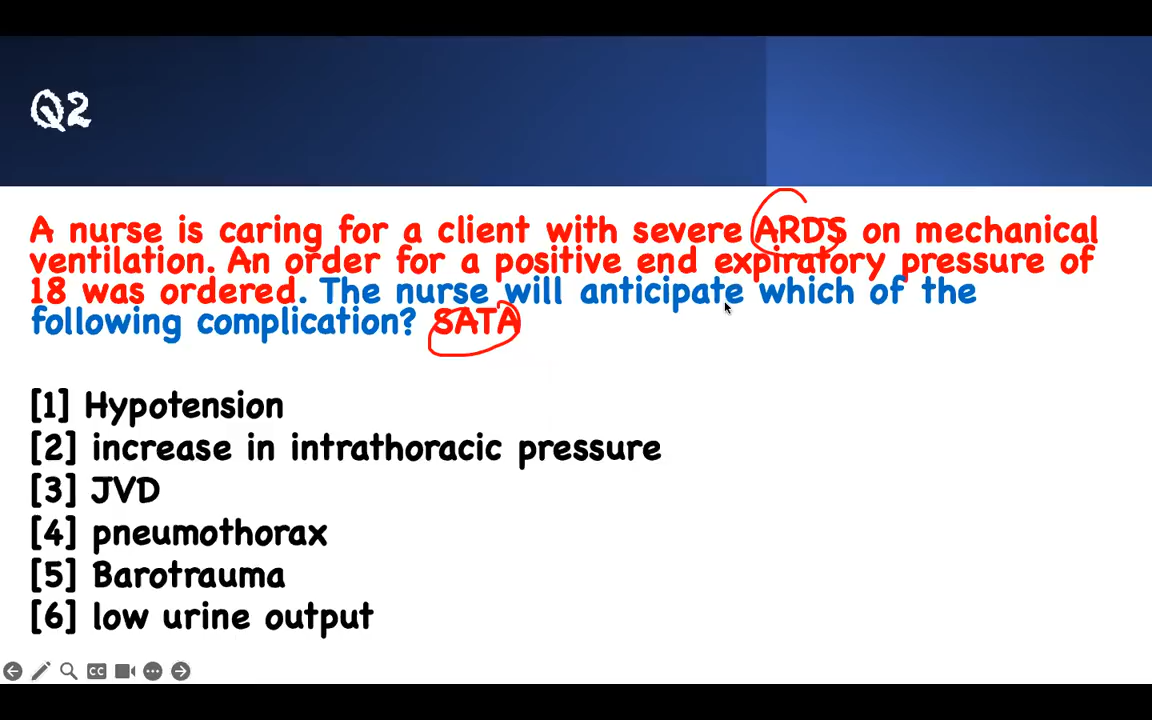 Q2
A nurse is caring for a client with severe ARDS on mechanical
ventilation. An order for a positive end expiratory pressure of
18 was ordered. The nurse will anticipate which of the
following complication? SATA
[1] Hypotension
[2] increase in intrathoracic pressure
[3] JVD
[4] pneumothorax
[5] Barotrauma
[6] low urine output
CC